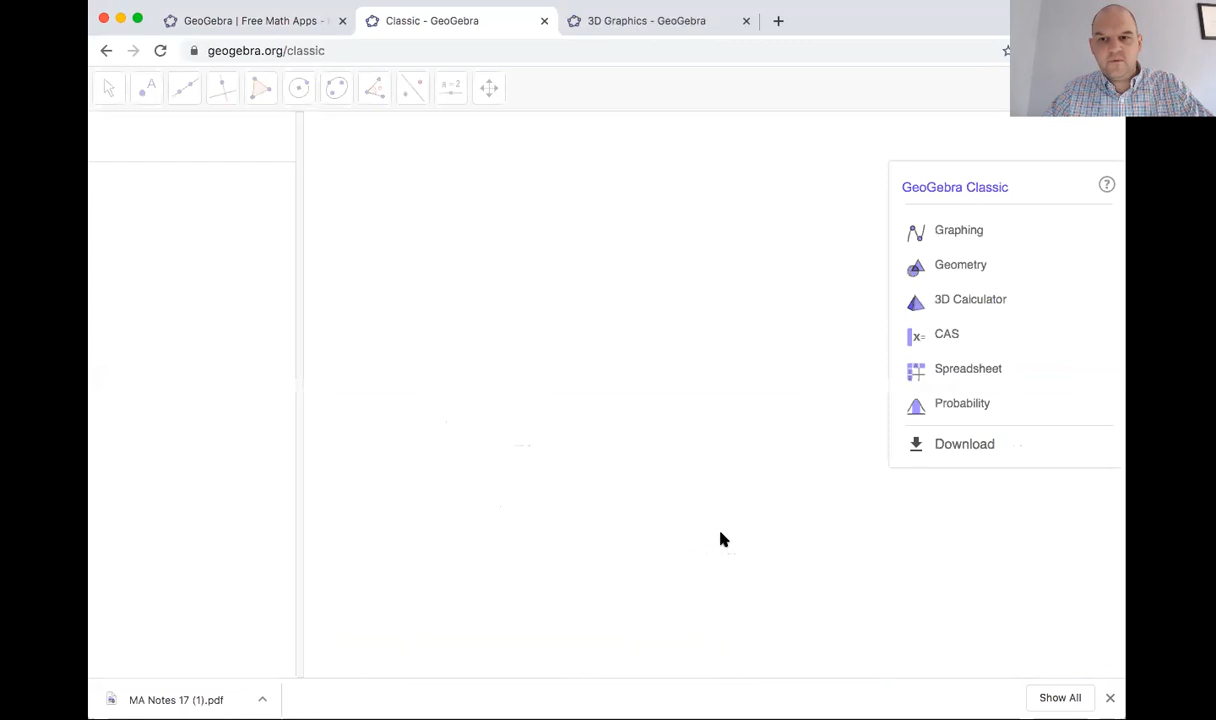 GeoGebra | Free Math Apps -
Classic - GeoGebra
3D Graphics - GeoGebra
geogebra.org/classic
A
a=2
GeoGebra Classic
?
Graphing
Geometry
3D Calculator
x=
CAS
Spreadsheet
Probability
Download
MA Notes 17 (1).pdf
Show All